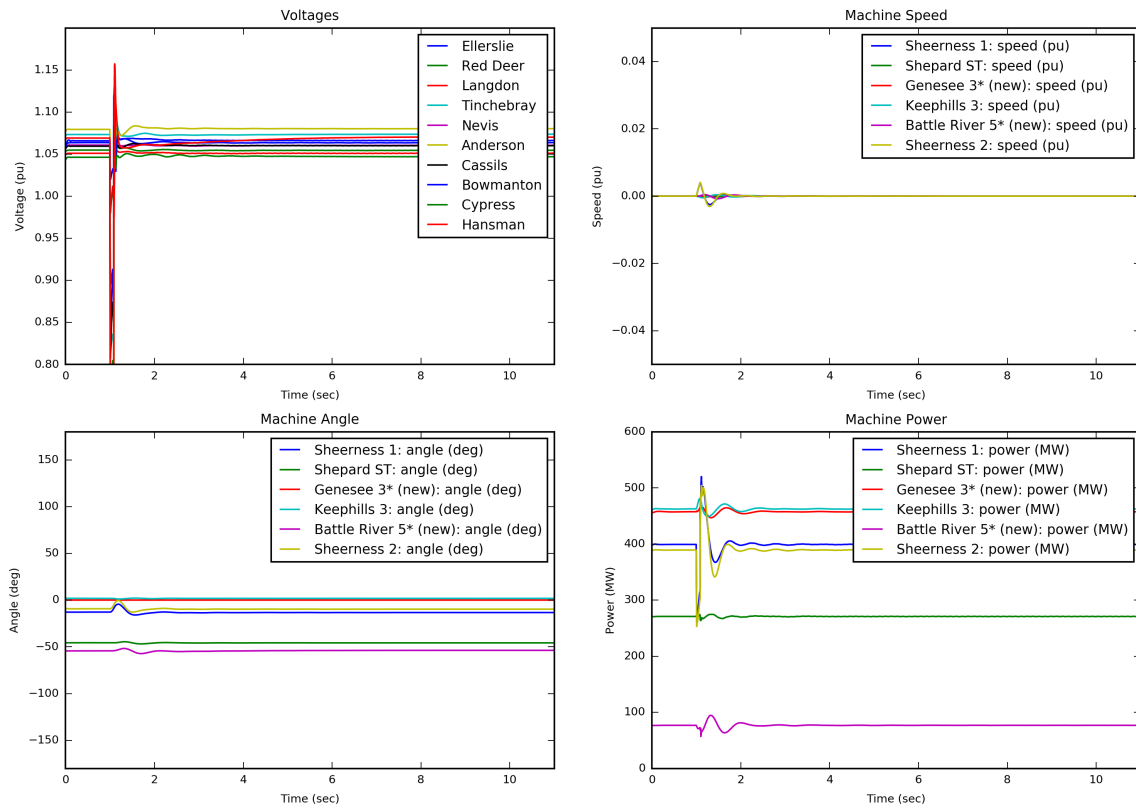 Voltages
1.15
1.10
1.05
1.00
0.95
0.90
0.85
0.80
Voltage (pu)
0 2 4 6 8 10
Time (sec)
Ellerslie
Red Deer
Langdon
Tinchebray
Nevis
Anderson
Cassils
Bowmanton
Cypress
Hansman
Machine Speed
0.04
0.02
0.00
−0.02
−0.04
Speed (pu)
0 2 4 6 8 10
Time (sec)
Sheerness 1: speed (pu)
Shepard ST: speed (pu)
Genesee 3* (new): speed (pu)
Keephills 3: speed (pu)
Battle River 5* (new): speed (pu)
Sheerness 2: speed (pu)
Machine Angle
150
100
50
0
−50
−100
−150
Angle (deg)
0 2 4 6 8 10
Time (sec)
Sheerness 1: angle (deg)
Shepard ST: angle (deg)
Genesee 3* (new): angle (deg)
Keephills 3: angle (deg)
Battle River 5* (new): angle (deg)
Sheerness 2: angle (deg)
Machine Power
600
500
400
300
200
100
0
Power (MW)
0 2 4 6 8 10
Time (sec)
Sheerness 1: power (MW)
Shepard ST: power (MW)
Genesee 3* (new): power (MW)
Keephills 3: power (MW)
Battle River 5* (new): power (MW)
Sheerness 2: power (MW)